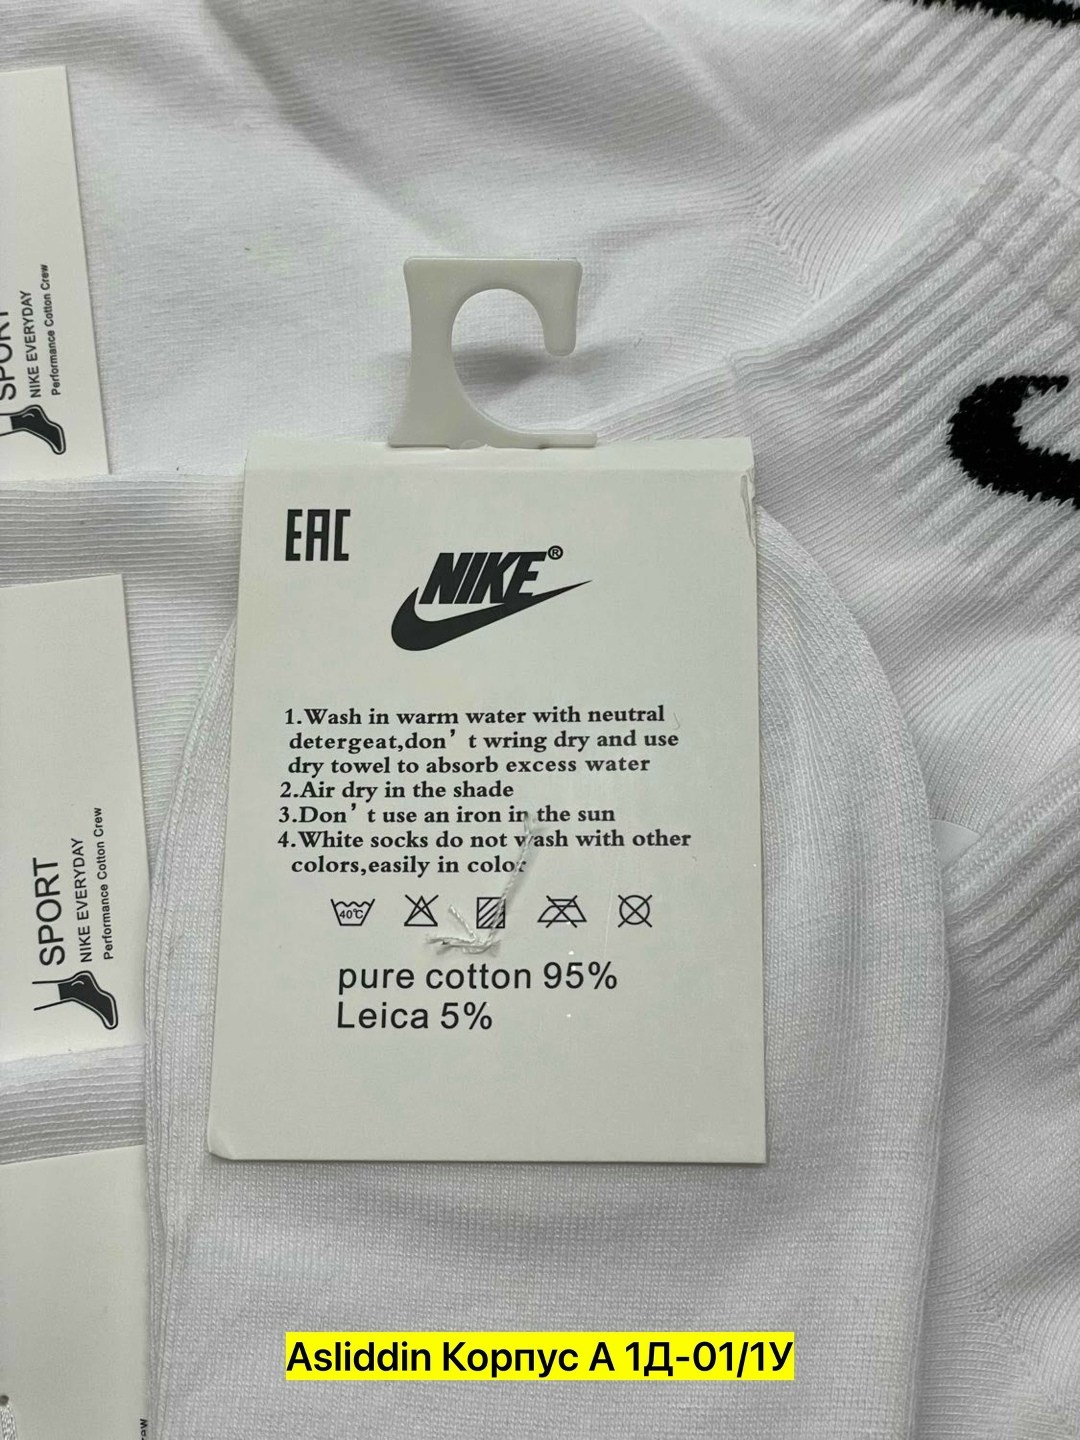 SPORT
NIKE EVERYDAY
Performance Cotton Crew
EAC
NIKE®
1.Wash in warm water with neutral
detergeat,don't wring dry and use
dry towel to absorb excess water
2.Air dry in the shade
3.Don't use an iron in the sun
4.White socks do not wash with other
colors,easily in color
40℃
pure cotton 95%
Leica 5%
SPORT
NIKE EVERYDAY
Performance Cotton Crew
Asliddin Корпус А 1Д-01/1У